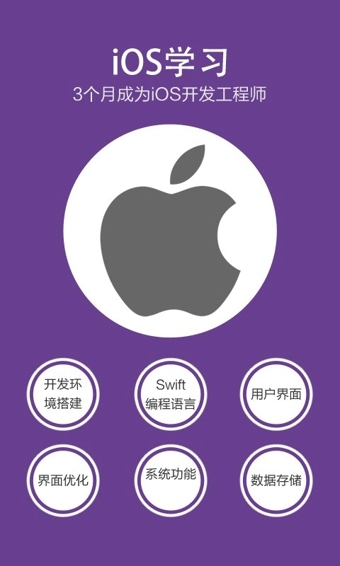 iOS学习
3个月成为iOS开发工程师
开发环
境搭建
Swift
编程语言
用户界面
界面优化
系统功能
数据存储